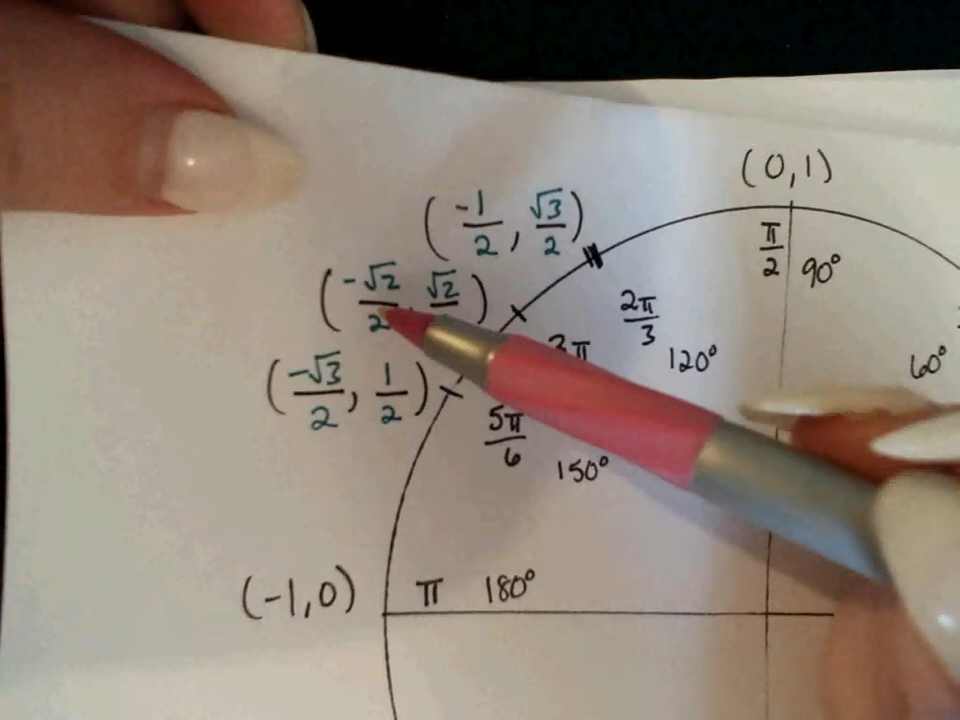 (0,1)
(-1/2, √3/2)
π/2 90°
(-√2/2, √2
2π/3
120°
60°
(-√3/2, 1/2)
5π/6
150°
(-1,0) π 180°